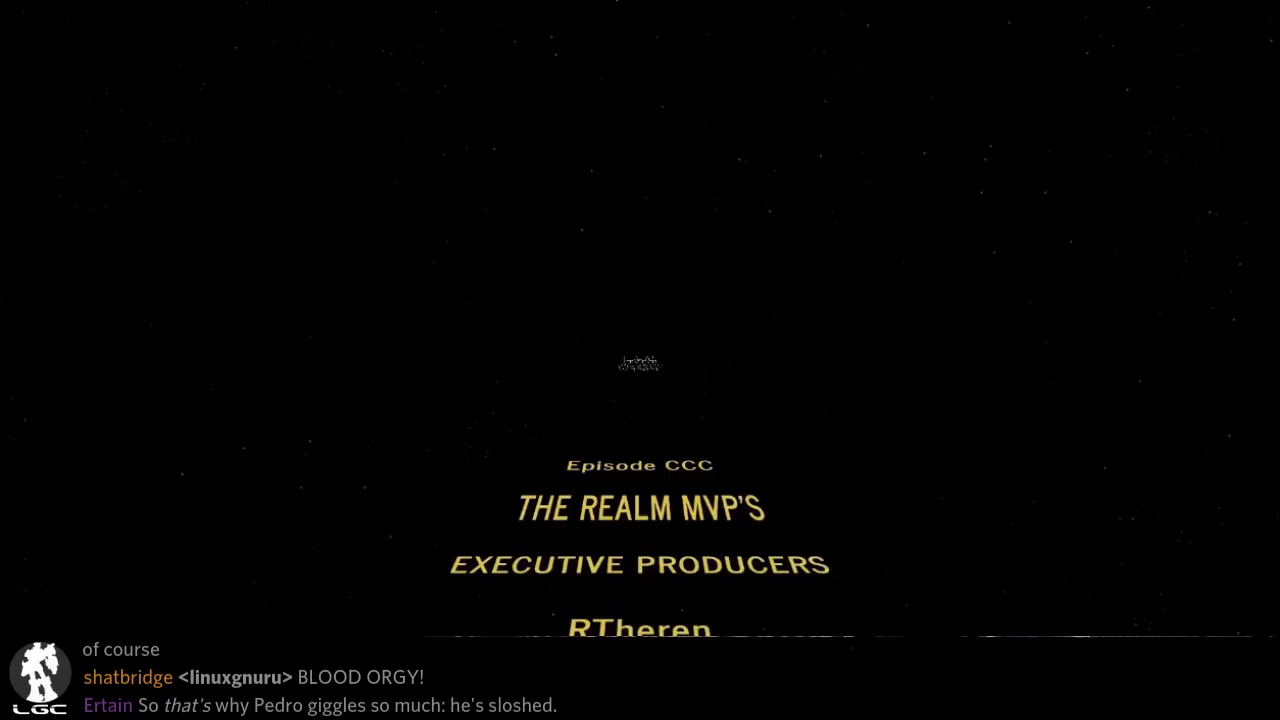 Episode CCC
THE REALM MVP'S
EXECUTIVE PRODUCERS
RTheren
of course
shatbridge <linuxgnuru> BLOOD ORGY!
Ertain So that's why Pedro giggles so much: he's sloshed.
LGC